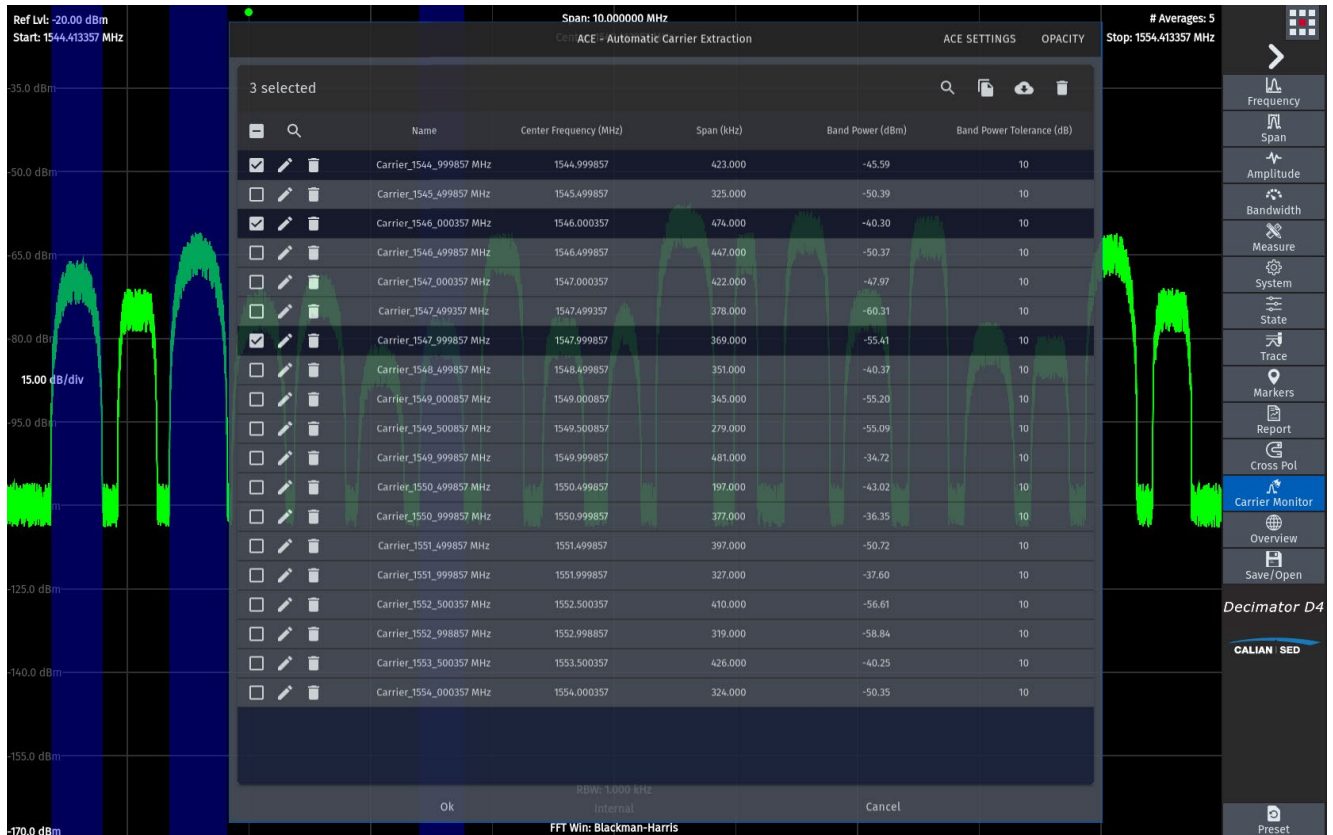 Ref Lvl: -20.00 dBm
Span: 10.000000 MHz
# Averages: 5
Start: 1544.413357 MHz
ACE - Automatic Carrier Extraction
ACE SETTINGS
OPACITY
Stop: 1554.413357 MHz
-35.0 dBm
-50.0 dBm
-65.0 dBm
-80.0 dBm
15.00 dB/div
-95.0 dBm
-125.0 dBm
-140.0 dBm
-155.0 dBm
-170.0 dBm
3 selected
Name Center Frequency (MHz) Span (kHz) Band Power (dBm) Band Power Tolerance (dB)
Carrier_1544_999857 MHz 1544.999857 423.000 -45.59 10
Carrier_1545_499857 MHz 1545.499857 325.000 -50.39 10
Carrier_1546_000357 MHz 1546.000357 474.000 -40.30 10
Carrier_1546_499857 MHz 1546.499857 447.000 -50.37 10
Carrier_1547_000357 MHz 1547.000357 422.000 -47.97 10
Carrier_1547_499357 MHz 1547.499357 378.000 -60.31 10
Carrier_1547_999857 MHz 1547.999857 369.000 -55.41 10
Carrier_1548_499857 MHz 1548.499857 351.000 -40.37 10
Carrier_1549_000857 MHz 1549.000857 345.000 -55.20 10
Carrier_1549_500857 MHz 1549.500857 279.000 -55.09 10
Carrier_1549_999857 MHz 1549.999857 481.000 -34.72 10
Carrier_1550_499857 MHz 1550.499857 197.000 -43.02 10
Carrier_1550_999857 MHz 1550.999857 377.000 -36.35 10
Carrier_1551_499857 MHz 1551.499857 397.000 -50.72 10
Carrier_1551_999857 MHz 1551.999857 327.000 -37.60 10
Carrier_1552_500357 MHz 1552.500357 410.000 -56.61 10
Carrier_1552_998857 MHz 1552.998857 319.000 -58.84 10
Carrier_1553_500357 MHz 1553.500357 426.000 -40.25 10
Carrier_1554_000357 MHz 1554.000357 324.000 -50.35 10
RBW: 1.000 kHz
Ok
Internal
Cancel
FFT Win: Blackman-Harris
Frequency
Span
Amplitude
Bandwidth
Measure
System
State
Trace
Markers
Report
Cross Pol
Carrier Monitor
Overview
Save/Open
Decimator D4
CALIAN SED
Preset